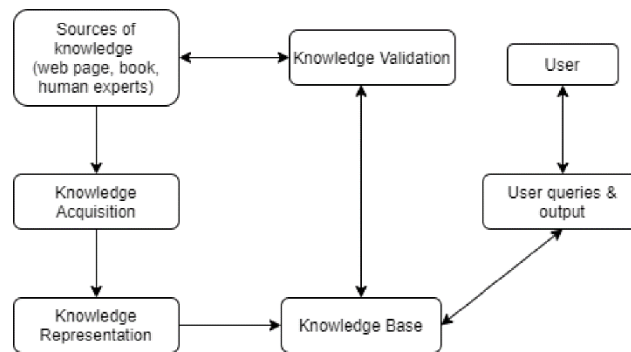 Sources of
knowledge
(web page, book,
human experts)
Knowledge Validation
User
Knowledge
Acquisition
User queries &
output
Knowledge
Representation
Knowledge Base